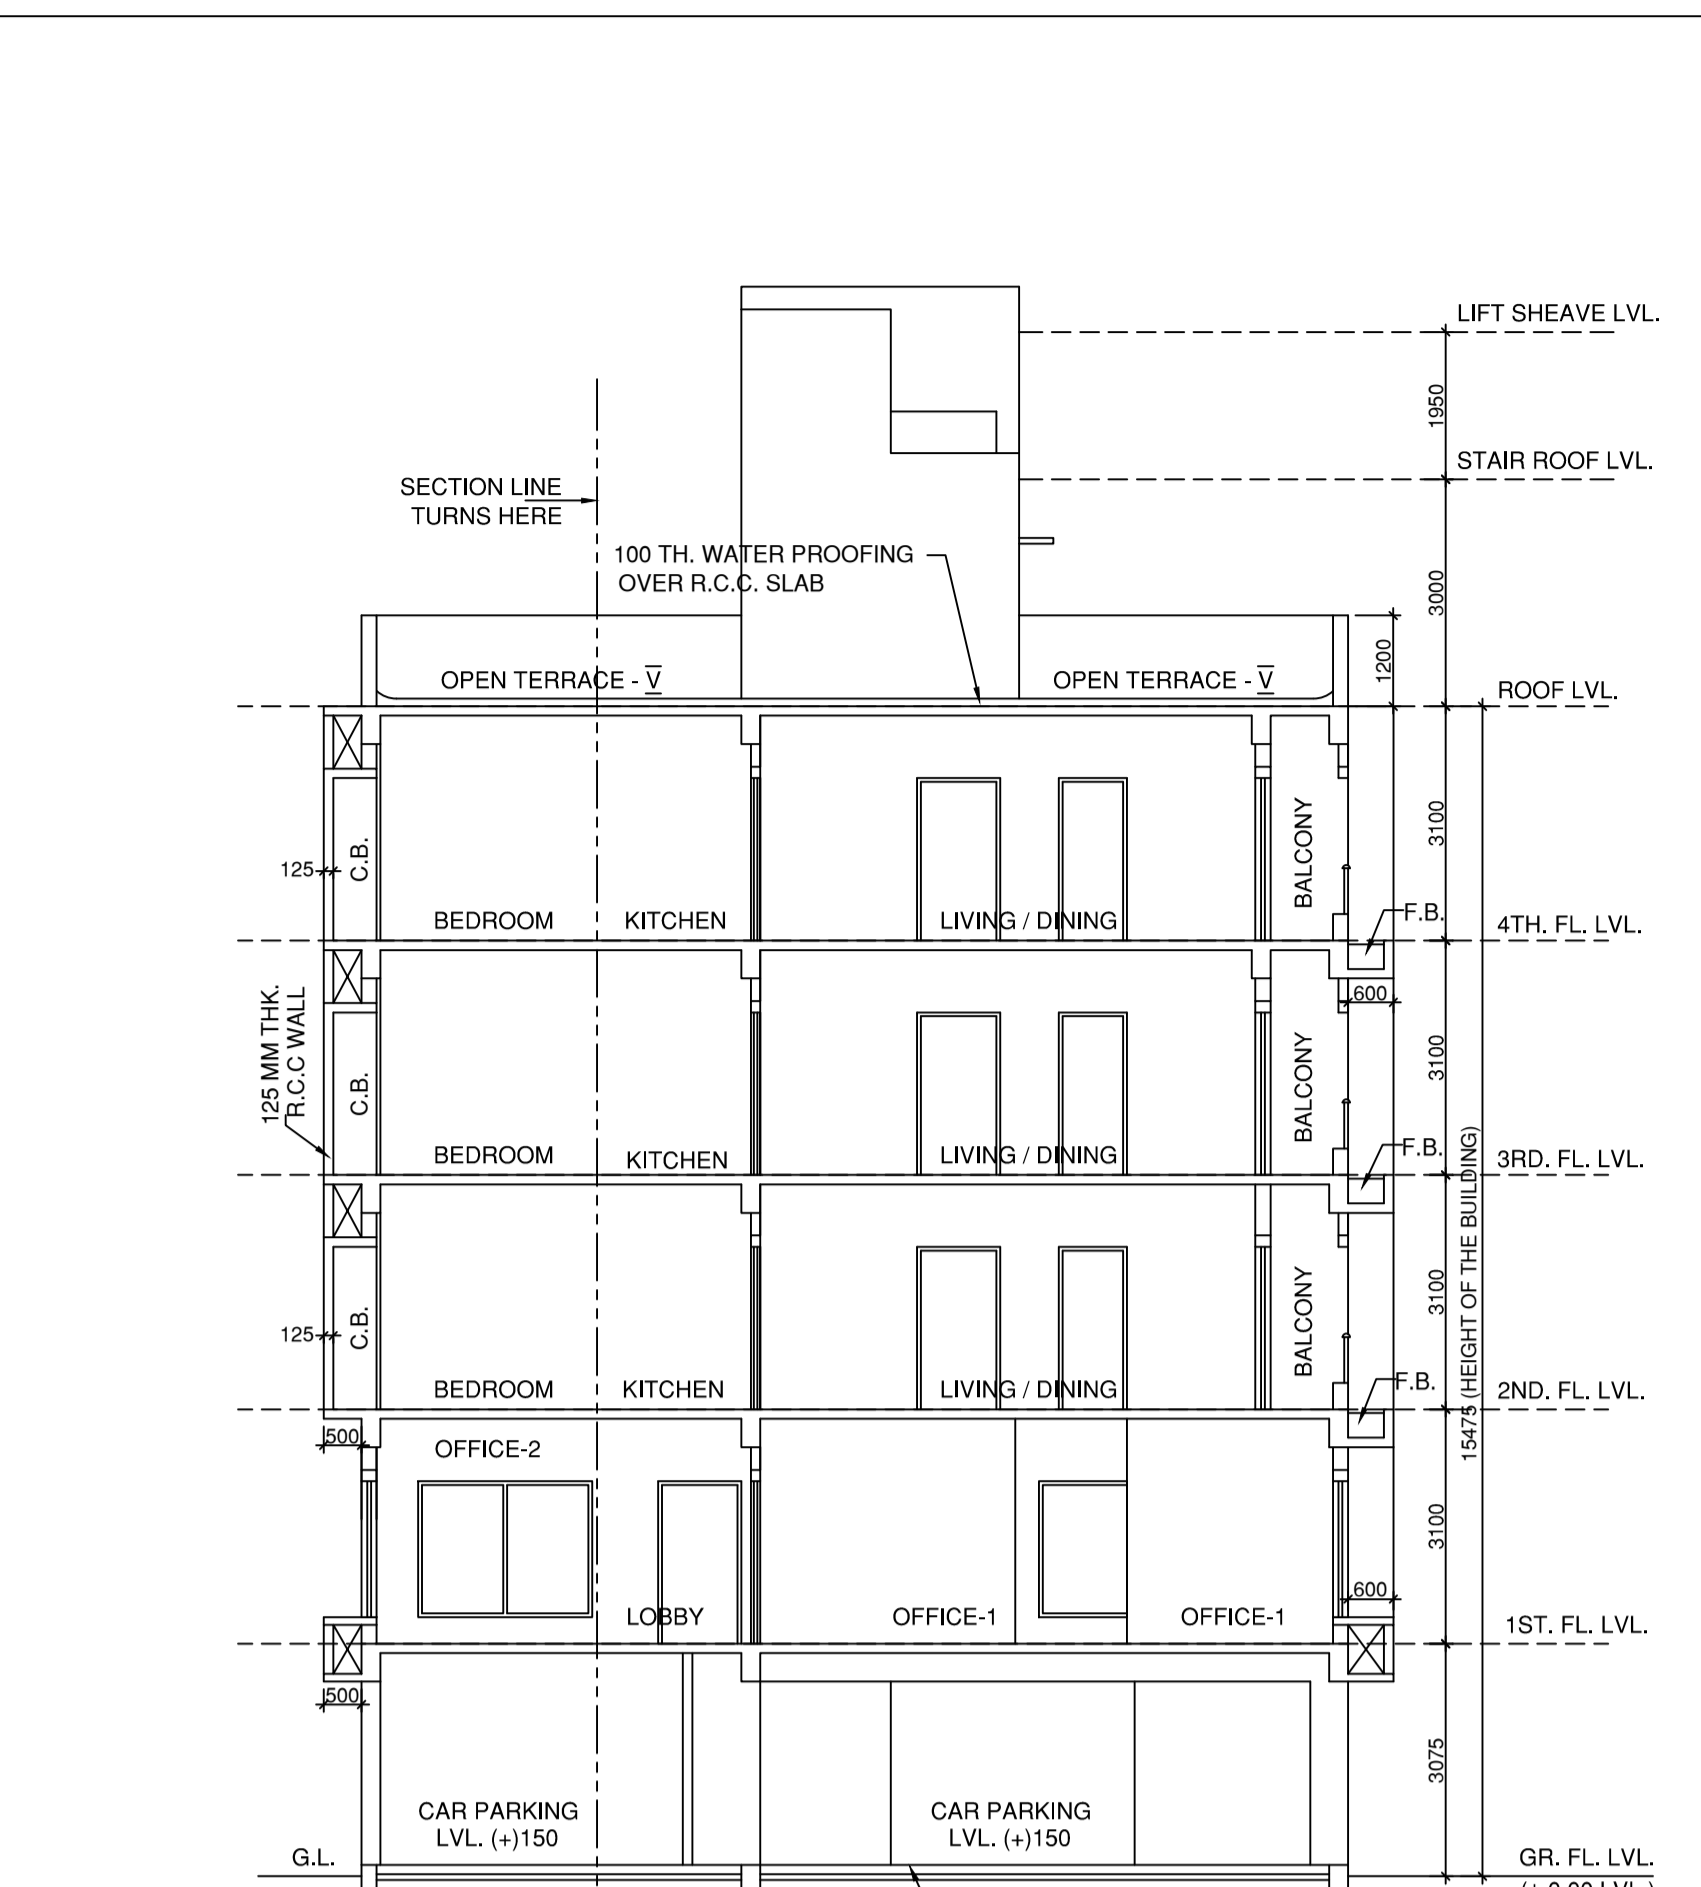 LIFT SHEAVE LVL.
1950
STAIR ROOF LVL.
SECTION LINE
TURNS HERE
100 TH. WATER PROOFING
OVER R.C.C. SLAB
3000
1200
OPEN TERRACE - V
OPEN TERRACE - V
ROOF LVL.
3100
BALCONY
C.B.
125
BEDROOM
KITCHEN
LIVING / DINING
F.B.
4TH. FL. LVL.
600
125 MM THK.
R.C.C WALL
C.B.
BALCONY
3100
BEDROOM
KITCHEN
LIVING / DINING
F.B.
3RD. FL. LVL.
15475 (HEIGHT OF THE BUILDING)
C.B.
125
BALCONY
3100
BEDROOM
KITCHEN
LIVING / DINING
F.B.
2ND. FL. LVL.
500
OFFICE-2
3100
600
LOBBY
OFFICE-1
OFFICE-1
1ST. FL. LVL.
500
3075
CAR PARKING
LVL. (+)150
CAR PARKING
LVL. (+)150
G.L.
GR. FL. LVL.